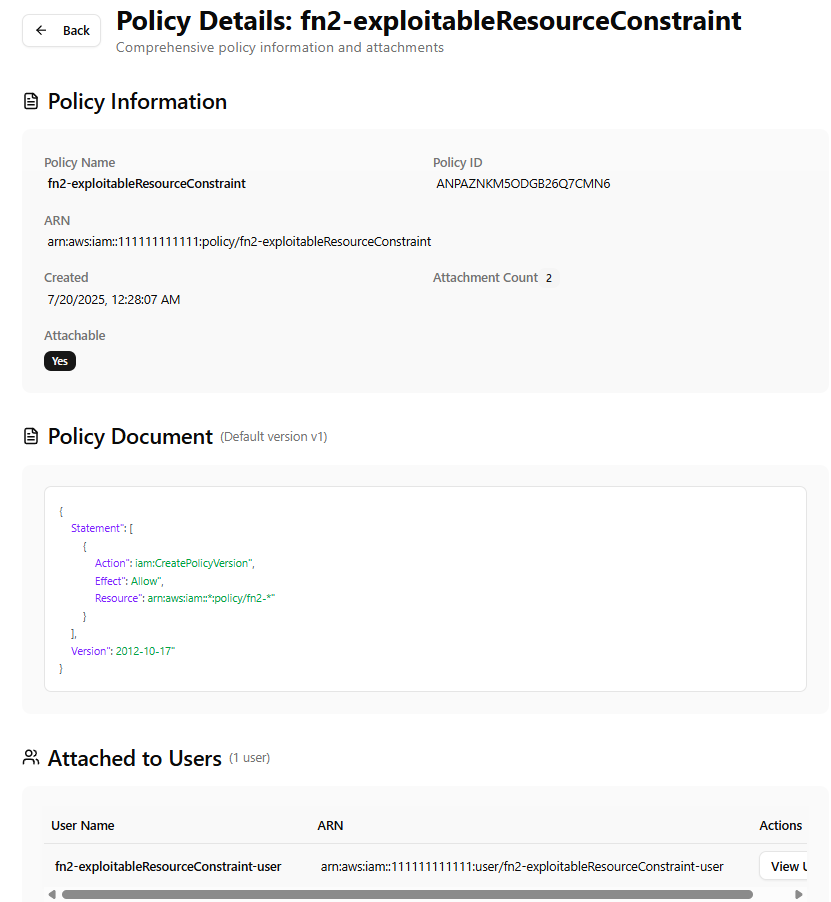 Back
Policy Details: fn2-exploitableResourceConstraint
Comprehensive policy information and attachments
Policy Information
Policy Name
fn2-exploitableResourceConstraint
Policy ID
ANPAZNKM5ODGB26Q7CMN6
ARN
arn:aws:iam::111111111111:policy/fn2-exploitableResourceConstraint
Created
7/20/2025, 12:28:07 AM
Attachment Count 2
Attachable
Yes
Policy Document (Default version v1)
{
Statement": [
{
Action": iam:CreatePolicyVersion",
Effect": Allow",
Resource": arn:aws:iam::*:policy/fn2-*"
}
],
Version": 2012-10-17"
}
Attached to Users (1 user)
User Name ARN Actions
fn2-exploitableResourceConstraint-user arn:aws:iam::111111111111:user/fn2-exploitableResourceConstraint-user View U